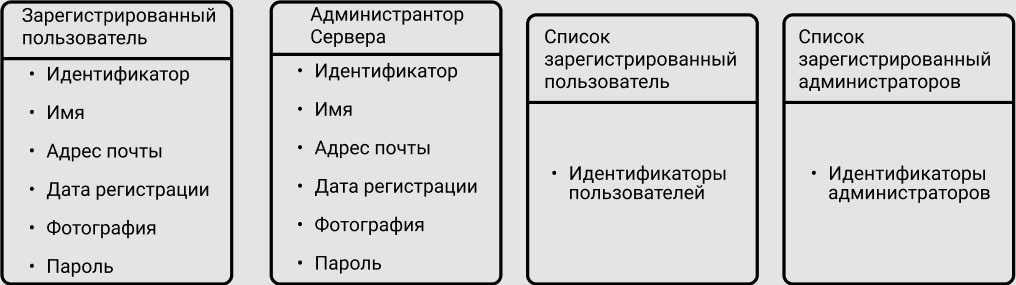 Зарегистрированный
пользователь
• Идентификатор
• Имя
• Адрес почты
• Дата регистрации
• Фотография
• Пароль
Администрантор
Сервера
• Идентификатор
• Имя
• Адрес почты
• Дата регистрации
• Фотография
• Пароль
Список
зарегистрированный
пользователь
• Идентификаторы
пользователей
Список
зарегистрированный
администраторов
• Идентификаторы
администраторов